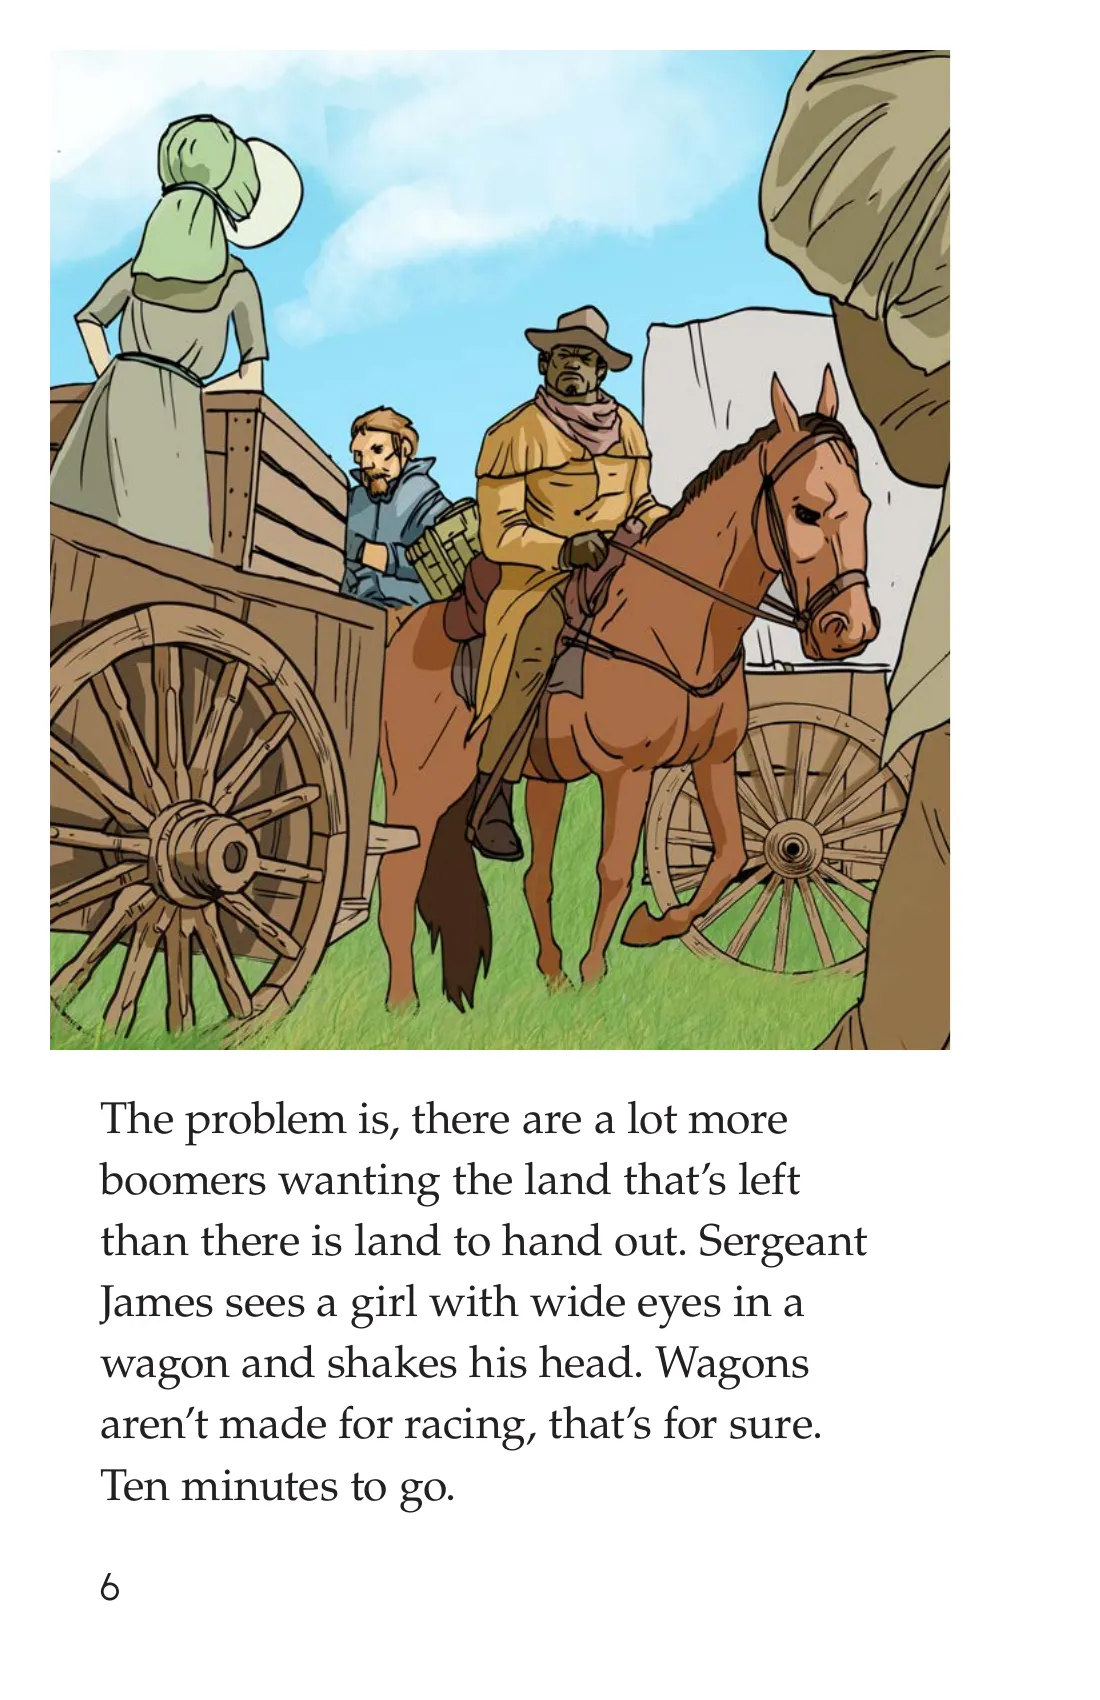 The problem is, there are a lot more
boomers wanting the land that’s left
than there is land to hand out. Sergeant
James sees a girl with wide eyes in a
wagon and shakes his head. Wagons
aren’t made for racing, that’s for sure.
Ten minutes to go.
6